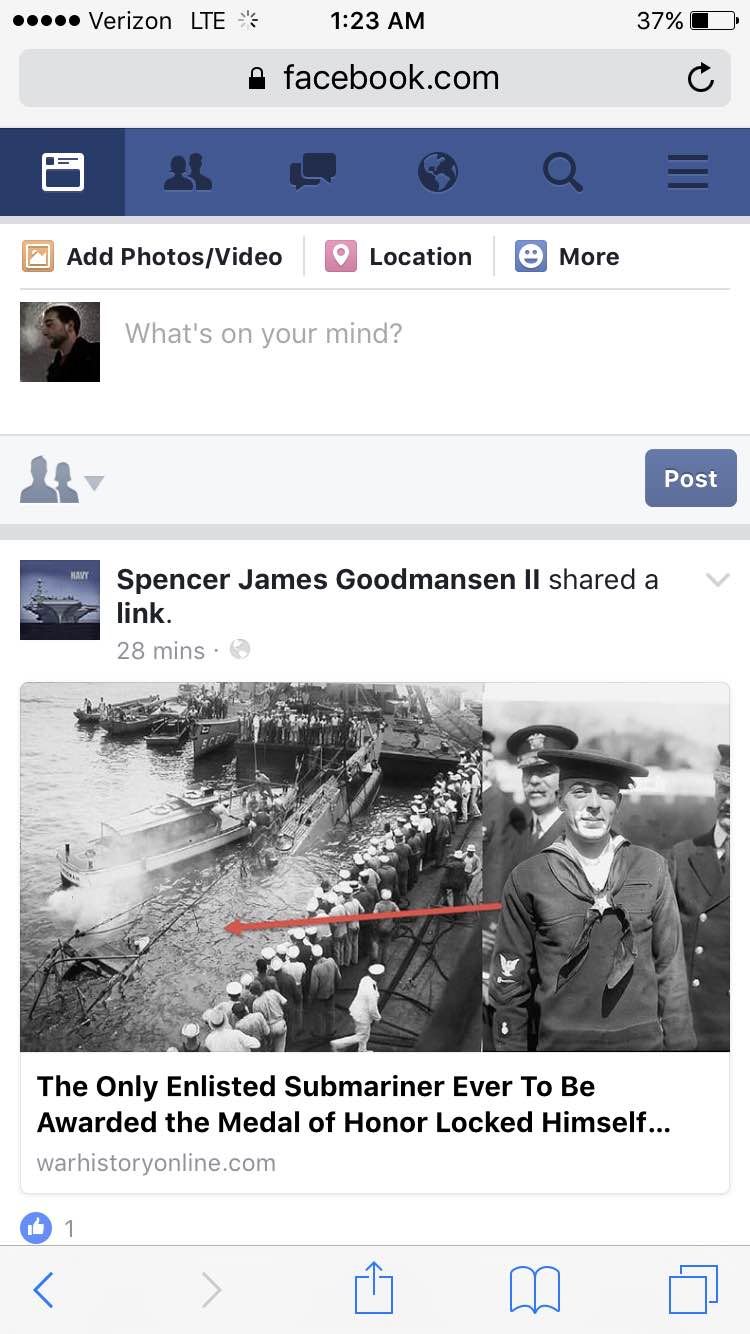 Verizon LTE 1:23 AM 37%
facebook.com
Add Photos/Video Location More
What's on your mind?
Post
NAVY
Spencer James Goodmansen II shared a
link.
28 mins ·
The Only Enlisted Submariner Ever To Be
Awarded the Medal of Honor Locked Himself...
warhistoryonline.com
1